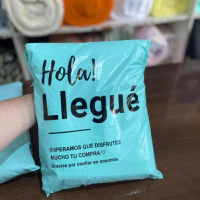 Hola!
Llegué
ESPERAMOS QUE DISFRUTES
MUCHO TU COMPRA♡
Gracias por confiar en nosotros